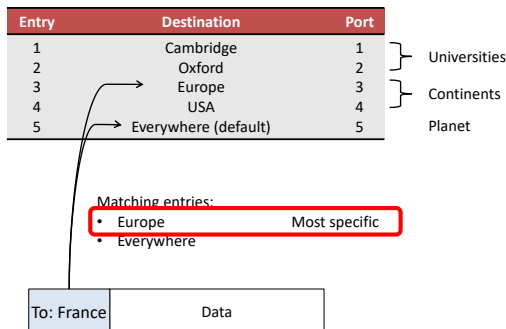 Entry Destination Port
1 Cambridge 1
2 Oxford 2
Universities
3 Europe 3
4 USA 4
Continents
5 Everywhere (default) 5 Planet
Matching entries:
• Europe Most specific
• Everywhere
To: France Data